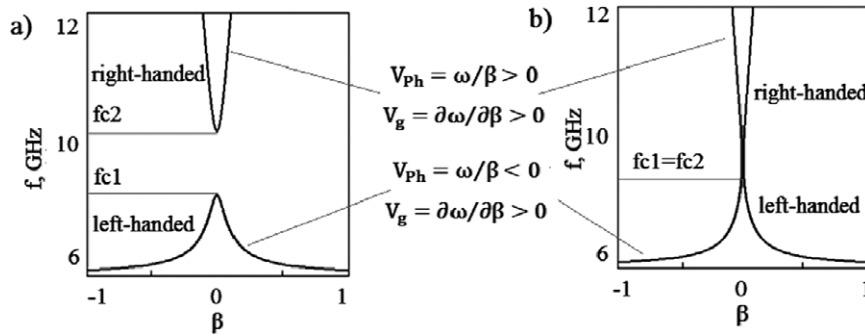 a)
12
right-handed
fc2
10
f, GHz
fc1
left-handed
6
-1
0
1
β
V_Ph = ω/β > 0
V_g = ∂ω/∂β > 0
V_Ph = ω/β < 0
V_g = ∂ω/∂β > 0
b)
12
right-handed
10
f, GHz
fc1=fc2
left-handed
6
-1
0
1
β